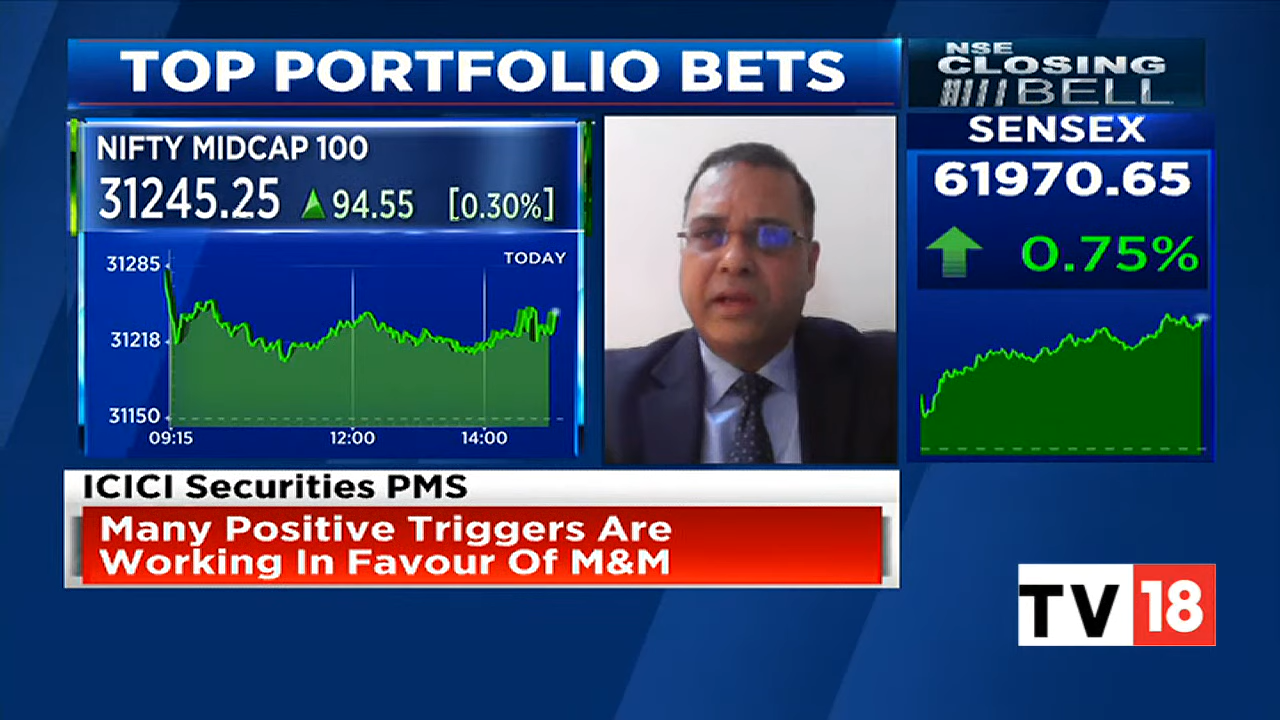 TOP PORTFOLIO BETS
NSE
CLOSING
BELL
NIFTY MIDCAP 100
31245.25 ▲ 94.55 [0.30%]
TODAY
31285
31218
31150
09:15 12:00 14:00
SENSEX
61970.65
0.75%
ICICI Securities PMS
Many Positive Triggers Are
Working In Favour Of M&M
TV 18